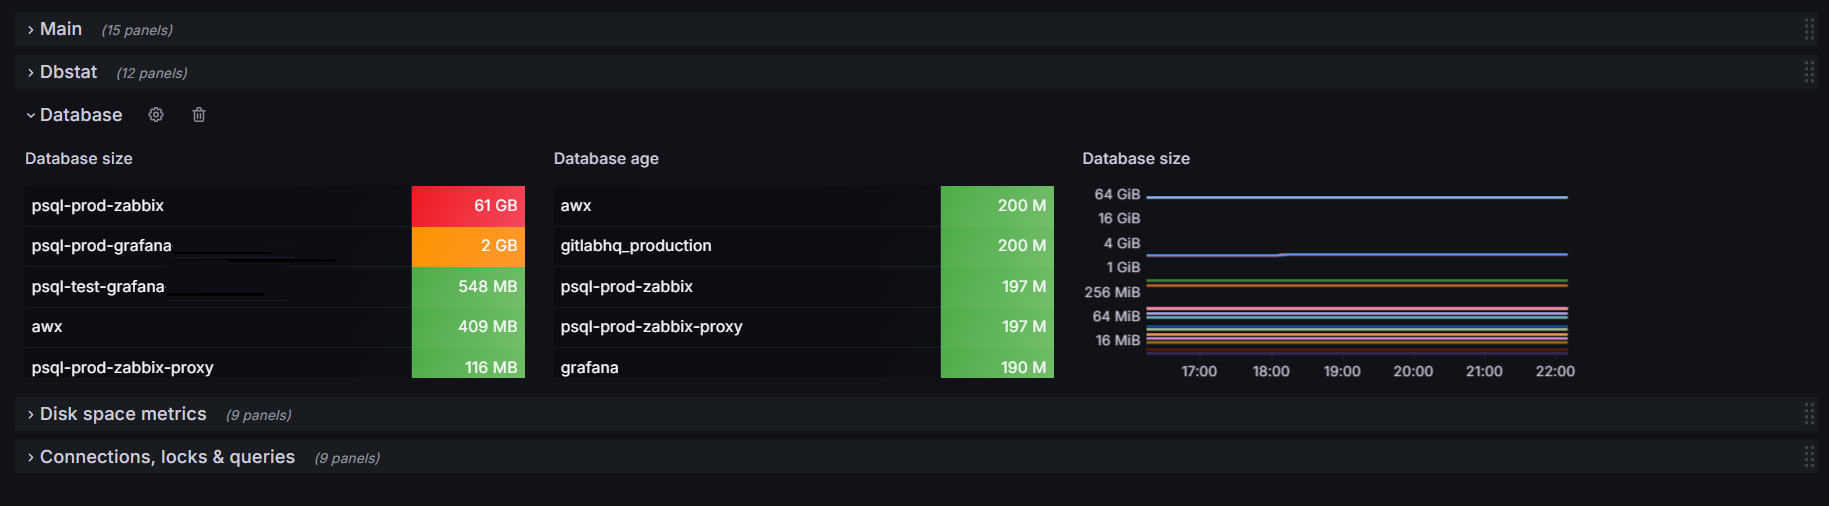 Main (15 panels)
Dbstat (12 panels)
Database
Database size
psql-prod-zabbix 61 GB
psql-prod-grafana 2 GB
psql-test-grafana 548 MB
awx 409 MB
psql-prod-zabbix-proxy 116 MB
Database age
awx 200 M
gitlabhq_production 200 M
psql-prod-zabbix 197 M
psql-prod-zabbix-proxy 197 M
grafana 190 M
Database size
64 GiB
16 GiB
4 GiB
1 GiB
256 MiB
64 MiB
16 MiB
17:00 18:00 19:00 20:00 21:00 22:00
Disk space metrics (9 panels)
Connections, locks & queries (9 panels)